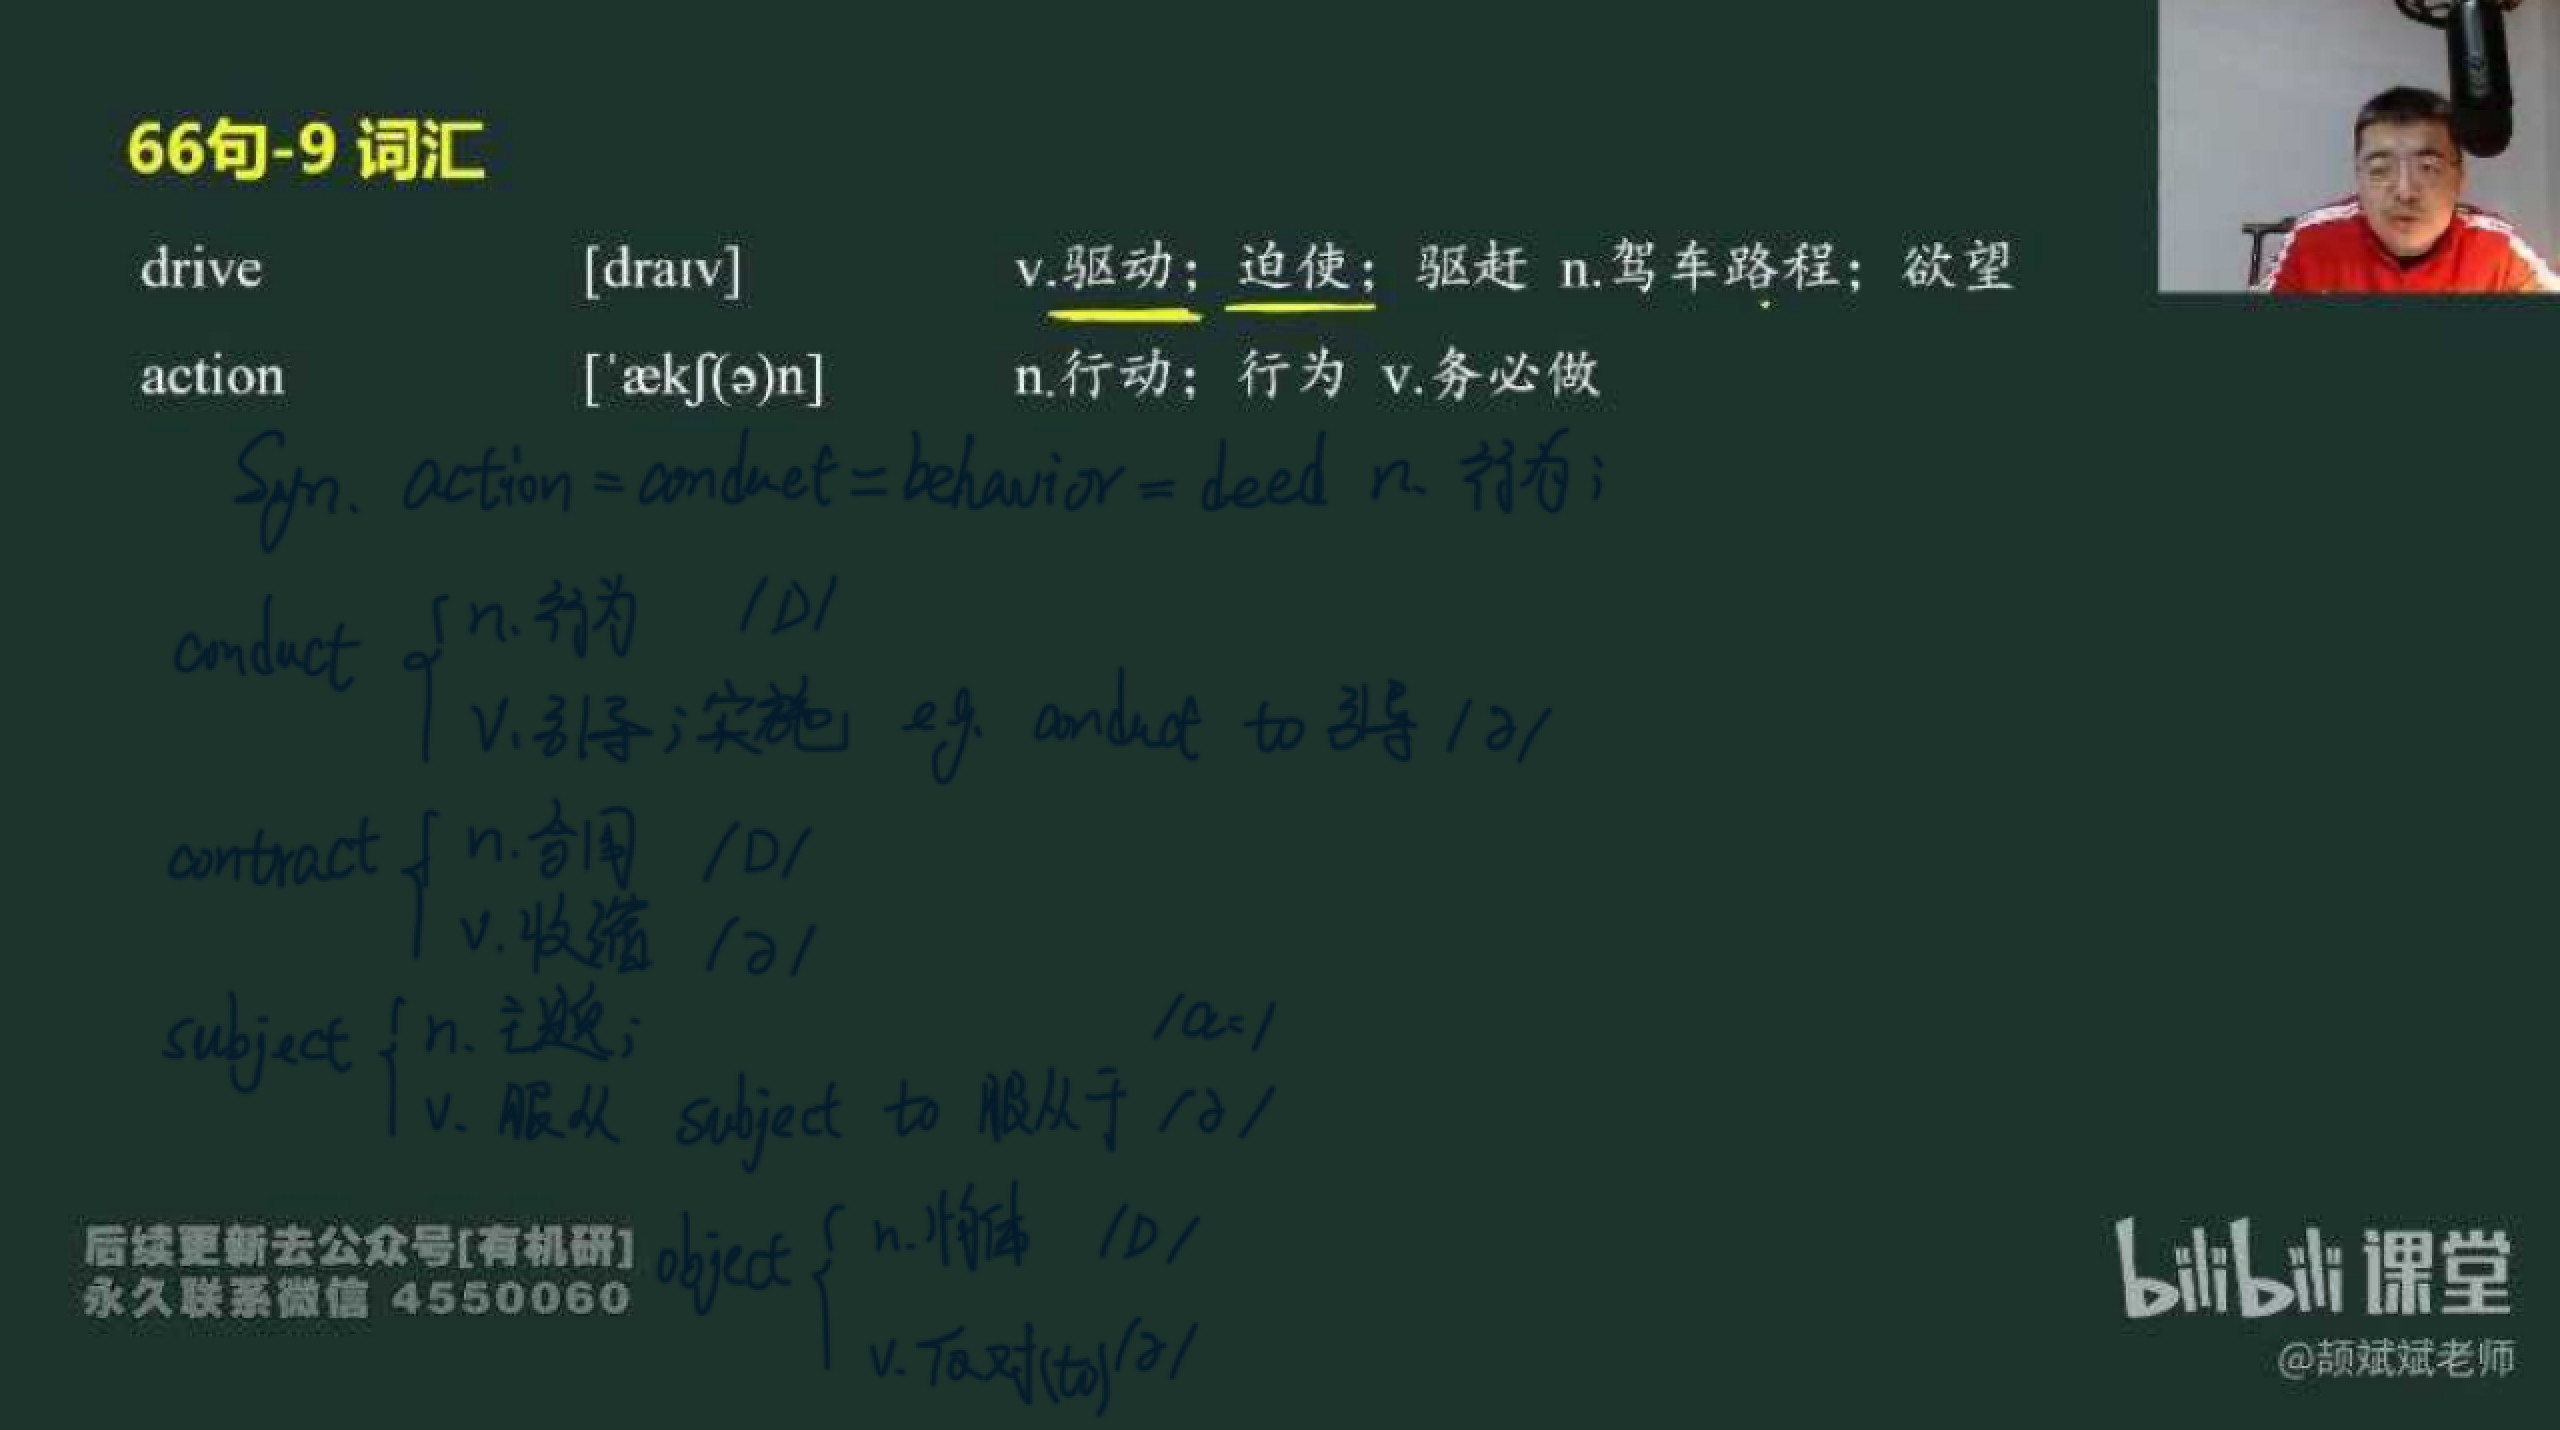 66句-9 词汇
drive [draɪv] v.驱动；迫使；驱赶 n.驾车路程；欲望
action [ˈækʃ(ə)n] n.行动；行为 v.务必做
Syn. action = conduct = behavior = deed n. 行为;
conduct n. 行为 /ɒ/
v. 引导;实施 eg. conduct to 引导 /ə/
contract n. 合同 /ɒ/
v. 收缩 /ə/
subject n. 主题;
/a=/
v. 服从 subject to 服从于 /ə/
object n. 物体 /ɒ/
v. 反对(to) /ə/
后续更新去公众号[有机研]
永久联系微信 4550060
bilibili课堂
@颉斌斌老师